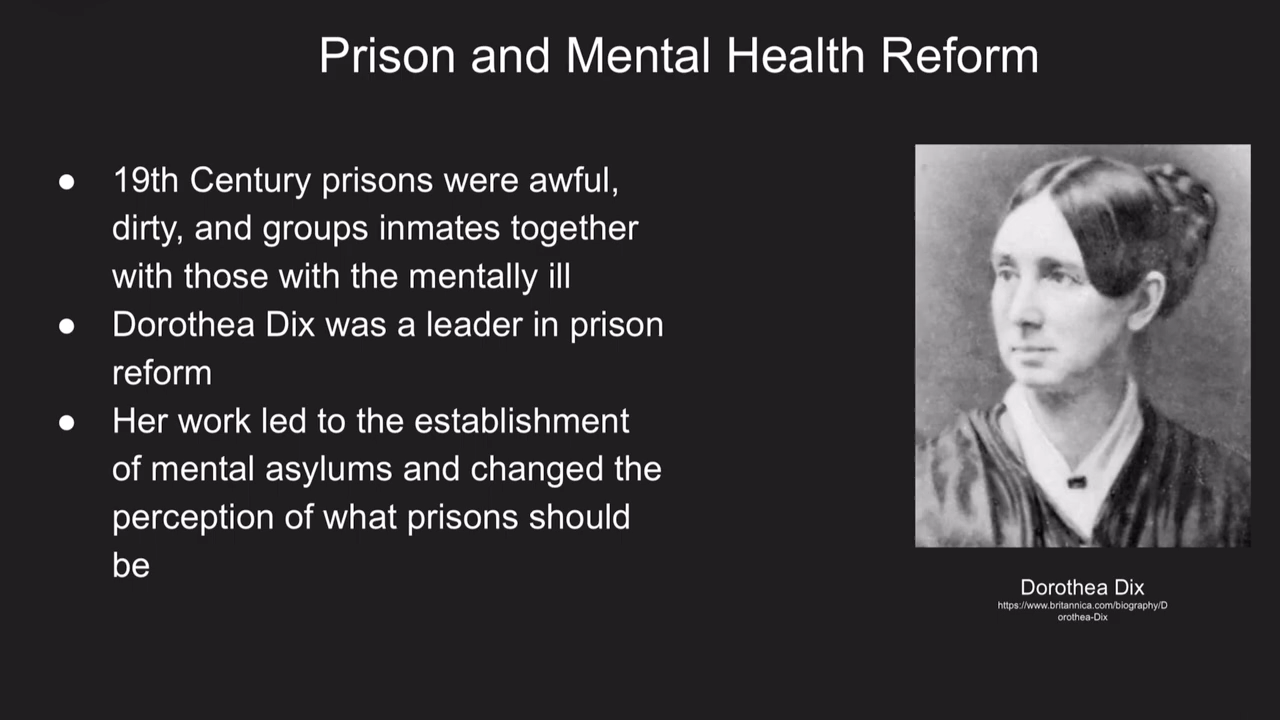 Prison and Mental Health Reform
● 19th Century prisons were awful,
dirty, and groups inmates together
with those with the mentally ill
● Dorothea Dix was a leader in prison
reform
● Her work led to the establishment
of mental asylums and changed the
perception of what prisons should
be
Dorothea Dix
https://www.britannica.com/biography/D
orothea-Dix